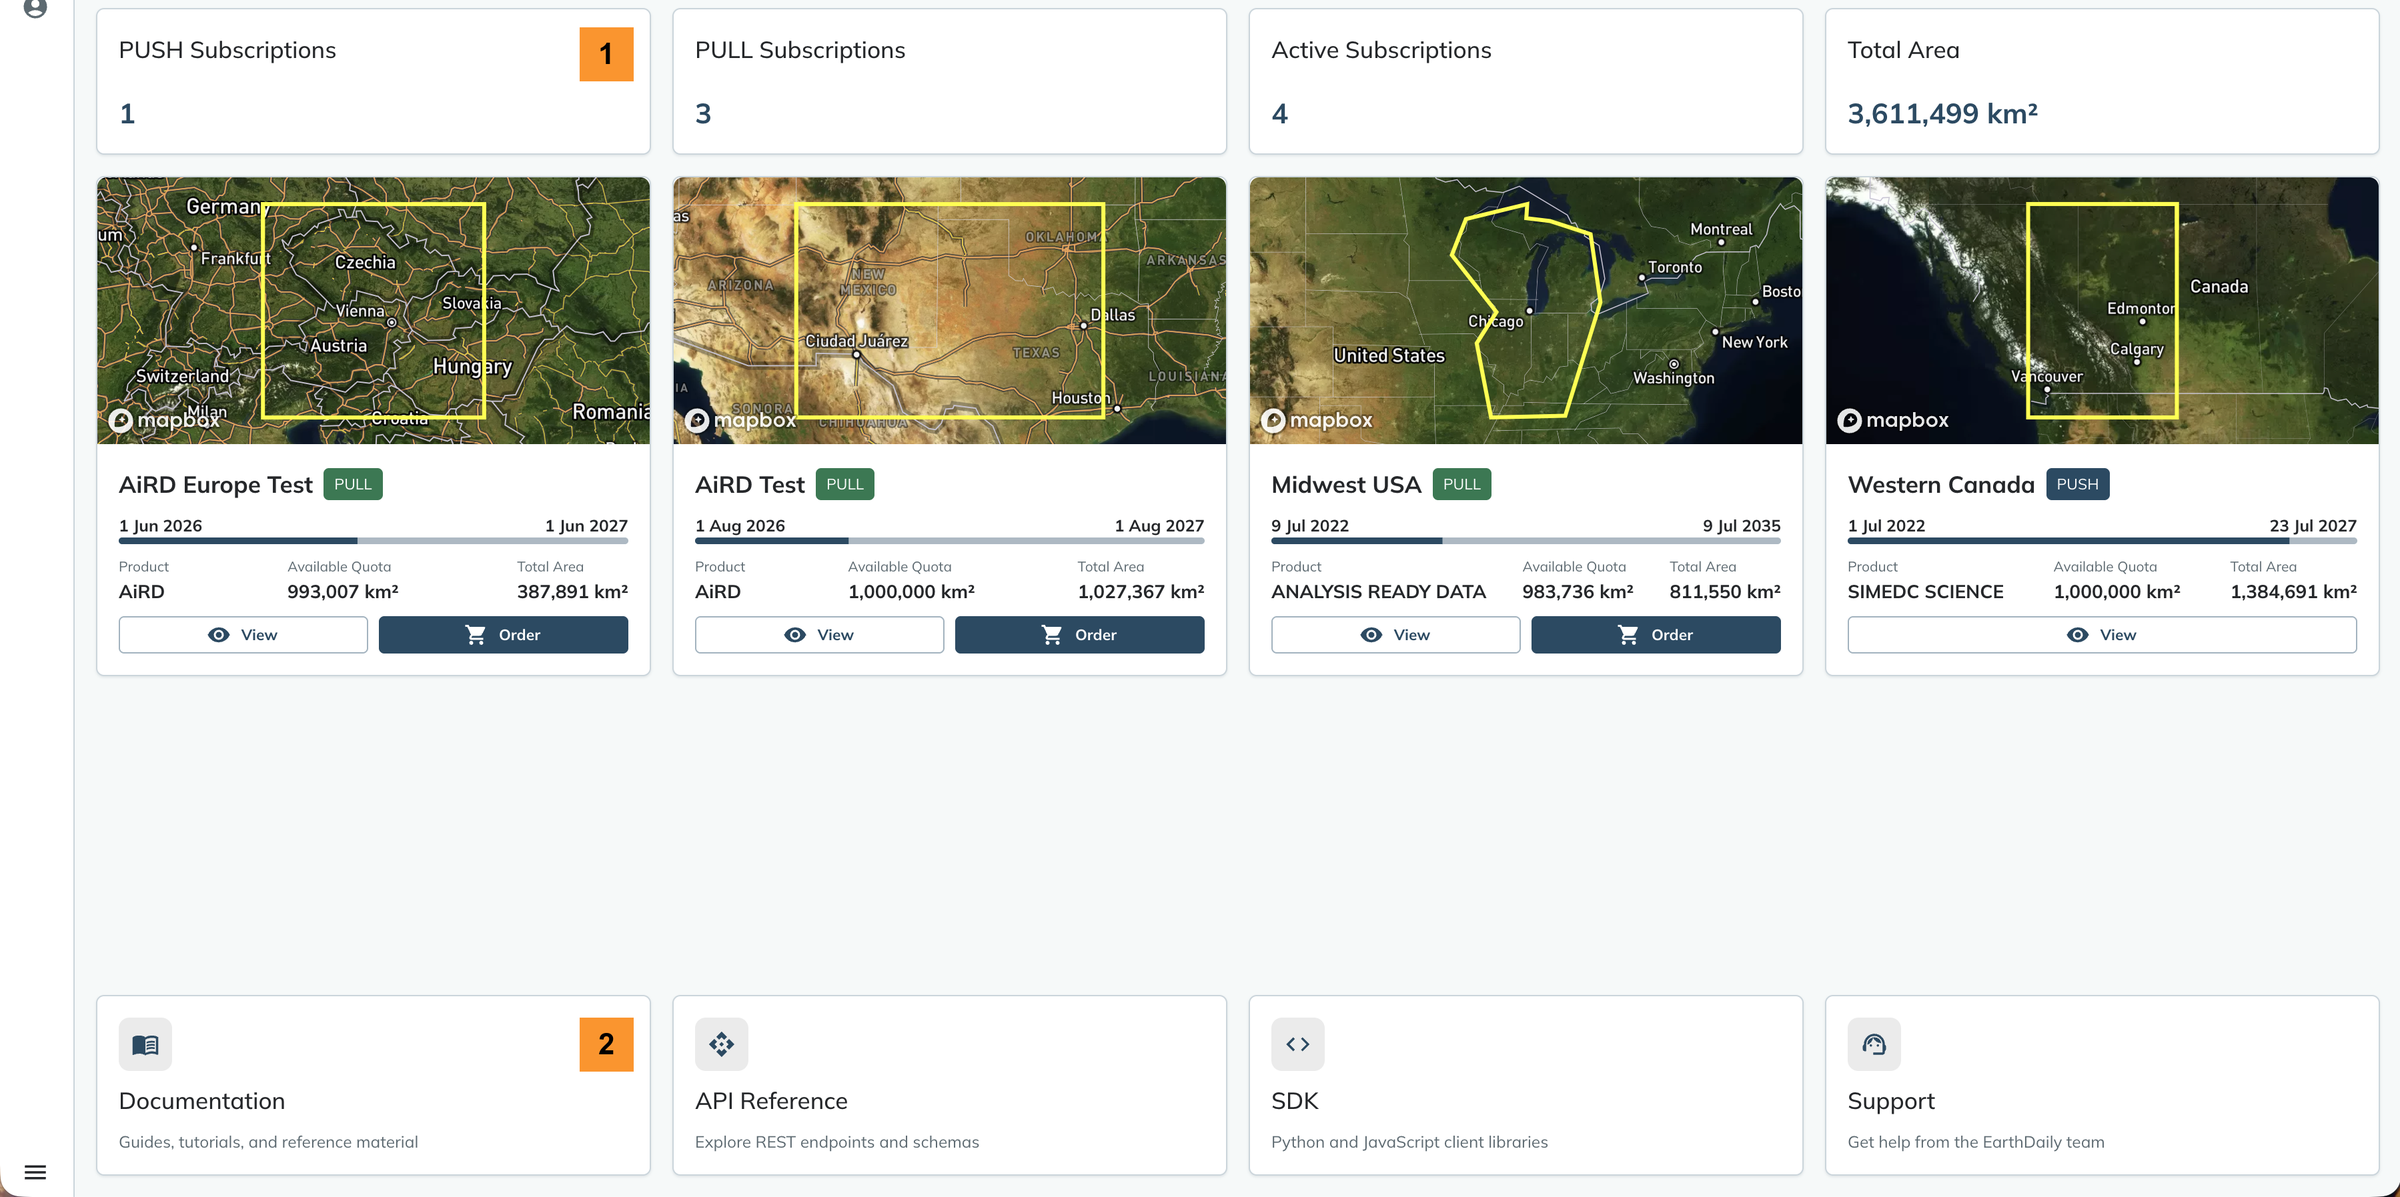 PUSH Subscriptions
1
1
PULL Subscriptions
3
Active Subscriptions
4
Total Area
3,611,499 km²
German
um
Frankfurt
Czechia
Slovakia
Vienna
Austria
Hungary
Switzerland
Milan
Croatia
Romania
mapbox
as
OKLAHOMA
ARKANSAS
NEW
MEXICO
ARIZONA
Dallas
Ciudad Juárez
TEXAS
LOUISIANA
IA
Houston
SONORA
CHIHUAHUA
mapbox
Montreal
Toronto
Bosto
Chicago
New York
United States
Washington
mapbox
Canada
Edmonton
Calgary
Vancouver
mapbox
AiRD Europe Test PULL
1 Jun 2026 1 Jun 2027
Product Available Quota Total Area
AiRD 993,007 km² 387,891 km²
View Order
AiRD Test PULL
1 Aug 2026 1 Aug 2027
Product Available Quota Total Area
AiRD 1,000,000 km² 1,027,367 km²
View Order
Midwest USA PULL
9 Jul 2022 9 Jul 2035
Product Available Quota Total Area
ANALYSIS READY DATA 983,736 km² 811,550 km²
View Order
Western Canada PUSH
1 Jul 2022 23 Jul 2027
Product Available Quota Total Area
SIMEDC SCIENCE 1,000,000 km² 1,384,691 km²
View
2
Documentation
Guides, tutorials, and reference material
API Reference
Explore REST endpoints and schemas
SDK
Python and JavaScript client libraries
Support
Get help from the EarthDaily team